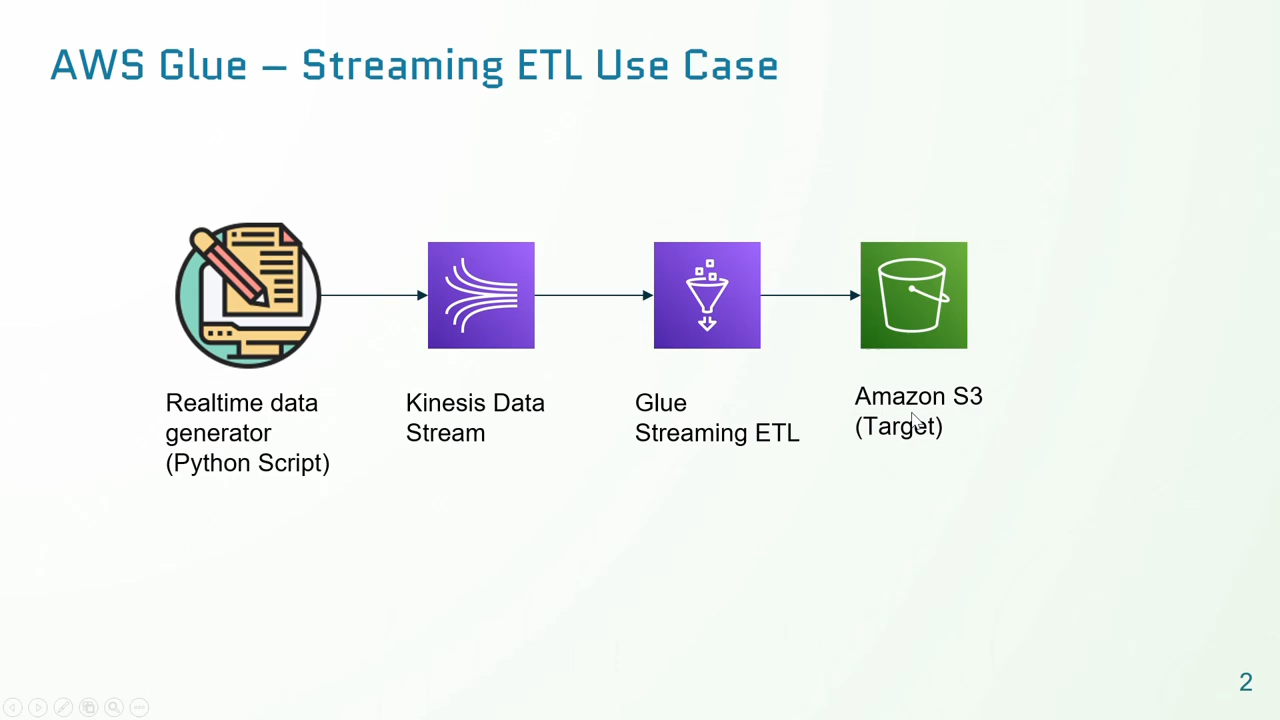 AWS Glue – Streaming ETL Use Case
Realtime data
generator
(Python Script)
Kinesis Data
Stream
Glue
Streaming ETL
Amazon S3
(Target)
2